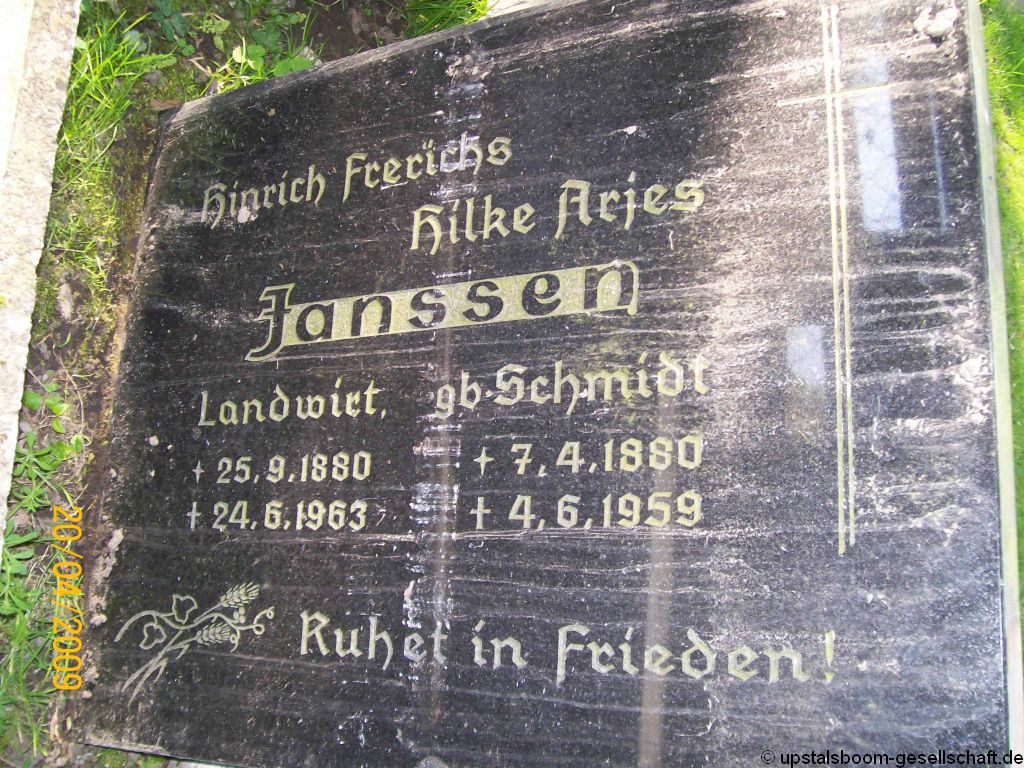 Hinrich Frerichs
Hilke Arjes
Janssen
Landwirt, gb. Schmidt
+ 25.9.1880 + 7.4.1880
+ 24.6.1963 + 4.6.1959
Ruhet in Frieden!
20/04/2009
© upstalsboom-gesellschaft.de